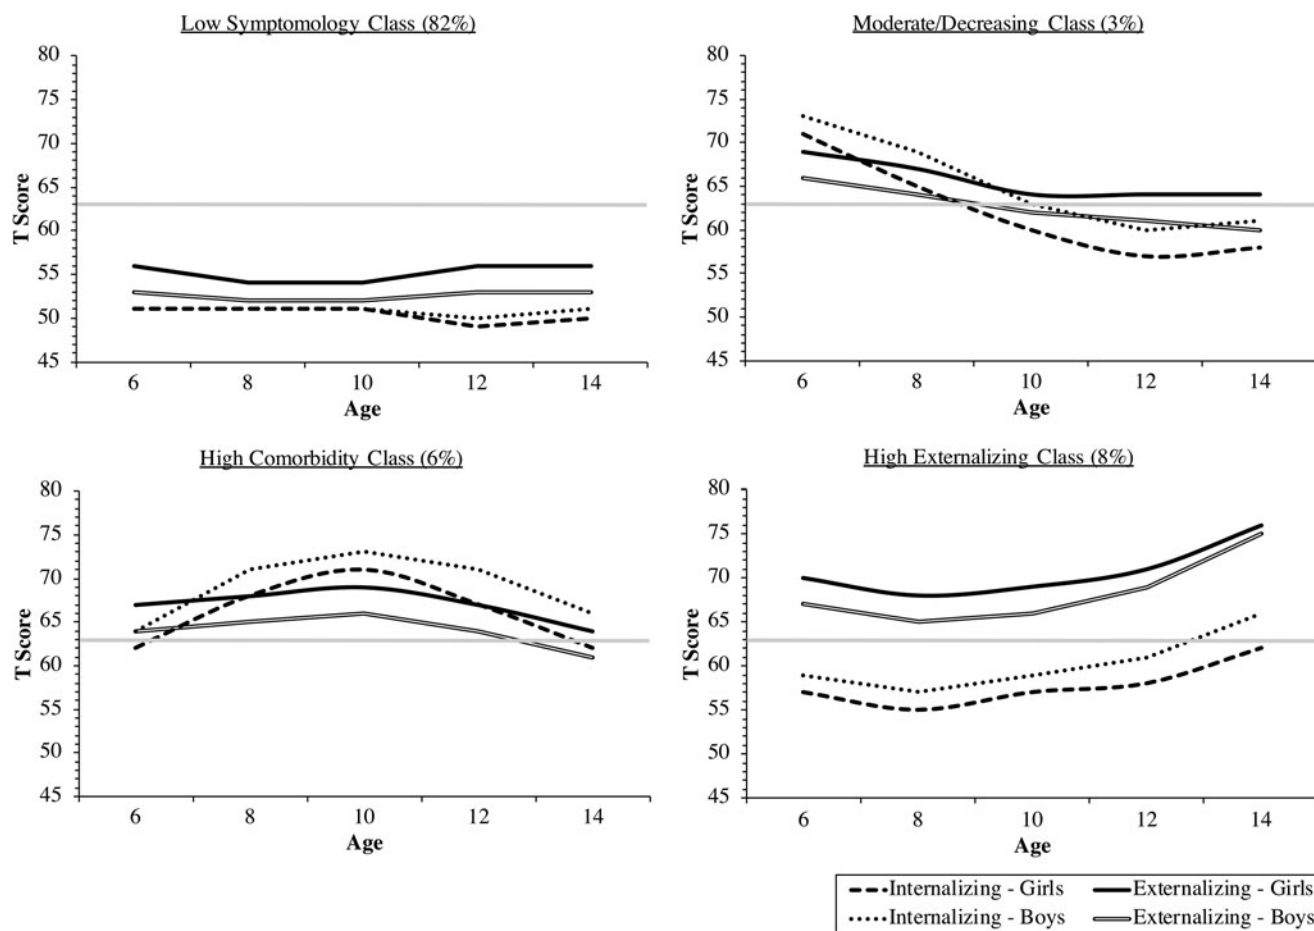 Low Symptomology Class (82%)
80
75
70
65
60
55
50
45
T Score
6 8 10 12 14
Age
Moderate/Decreasing Class (3%)
80
75
70
65
60
55
50
45
T Score
6 8 10 12 14
Age
High Comorbidity Class (6%)
80
75
70
65
60
55
50
45
T Score
6 8 10 12 14
Age
High Externalizing Class (8%)
80
75
70
65
60
55
50
45
T Score
6 8 10 12 14
Age
Internalizing - Girls Externalizing - Girls
Internalizing - Boys Externalizing - Boys